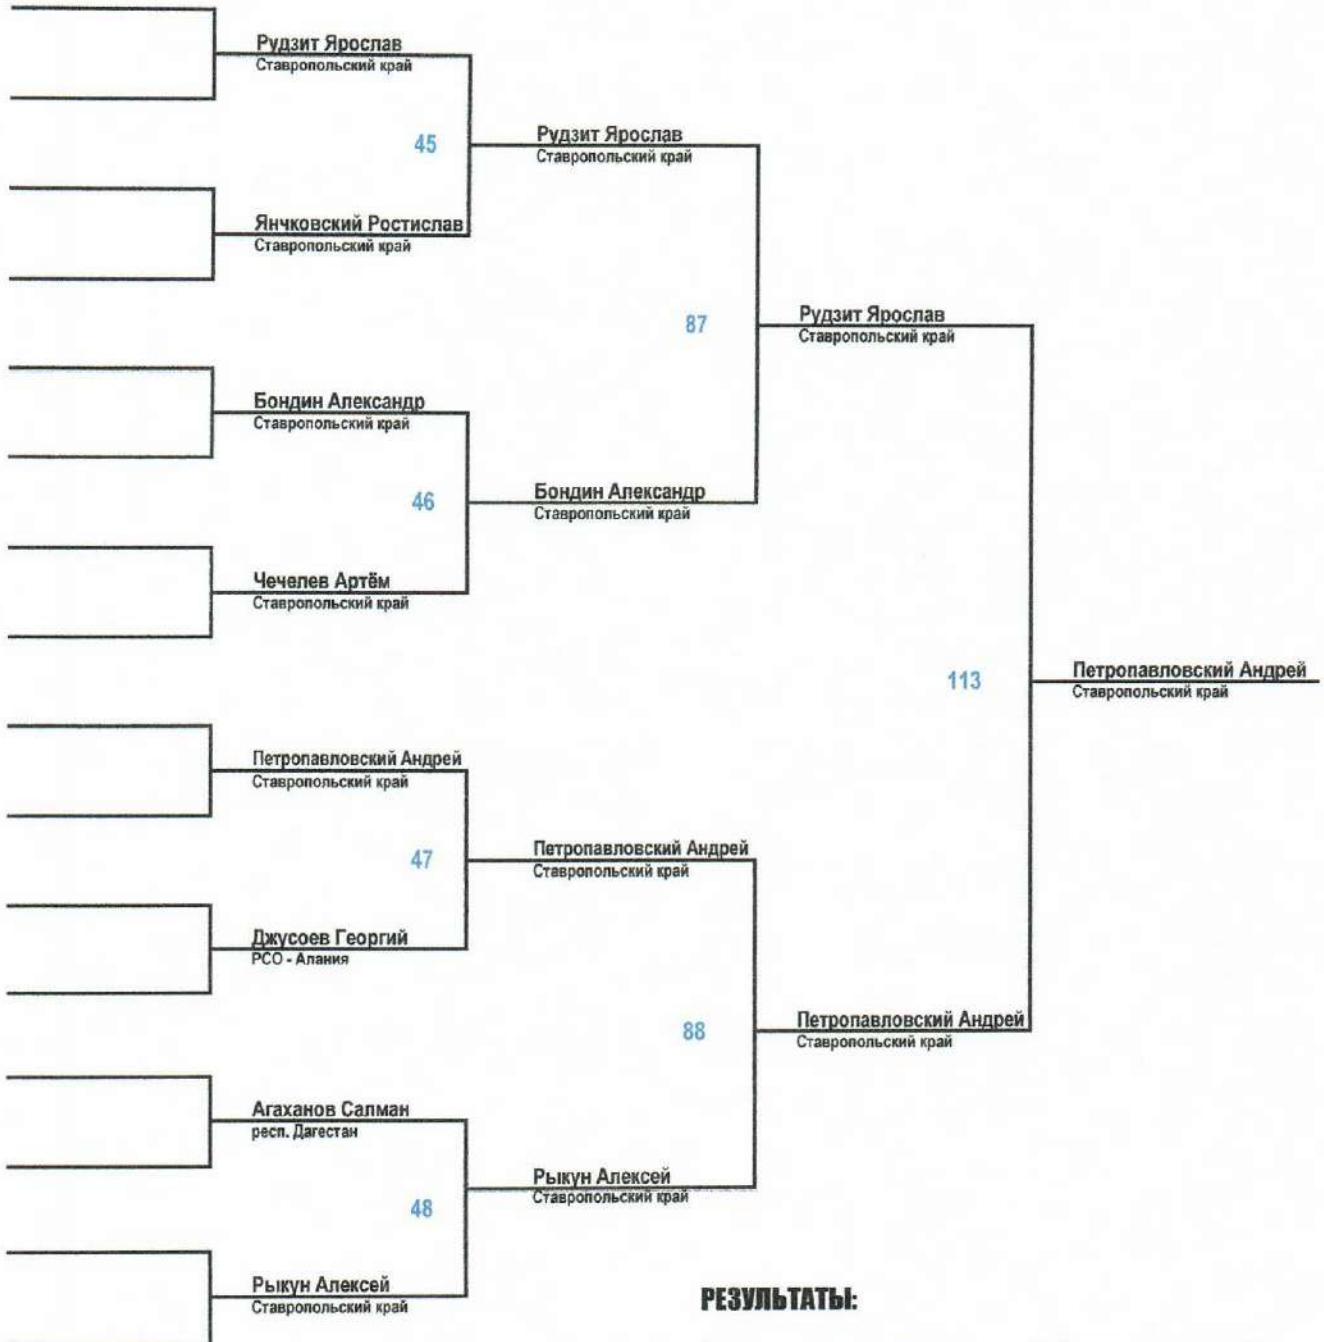 Рудзит Ярослав
Ставропольский край
45
Рудзит Ярослав
Ставропольский край
Янчковский Ростислав
Ставропольский край
87
Рудзит Ярослав
Ставропольский край
Бондин Александр
Ставропольский край
46
Бондин Александр
Ставропольский край
Чечелев Артём
Ставропольский край
113
Петропавловский Андрей
Ставропольский край
Петропавловский Андрей
Ставропольский край
47
Петропавловский Андрей
Ставропольский край
Джусоев Георгий
РСО - Алания
88
Петропавловский Андрей
Ставропольский край
Агаханов Салман
респ. Дагестан
48
Рыкун Алексей
Ставропольский край
Рыкун Алексей
Ставропольский край
РЕЗУЛЬТАТЫ: